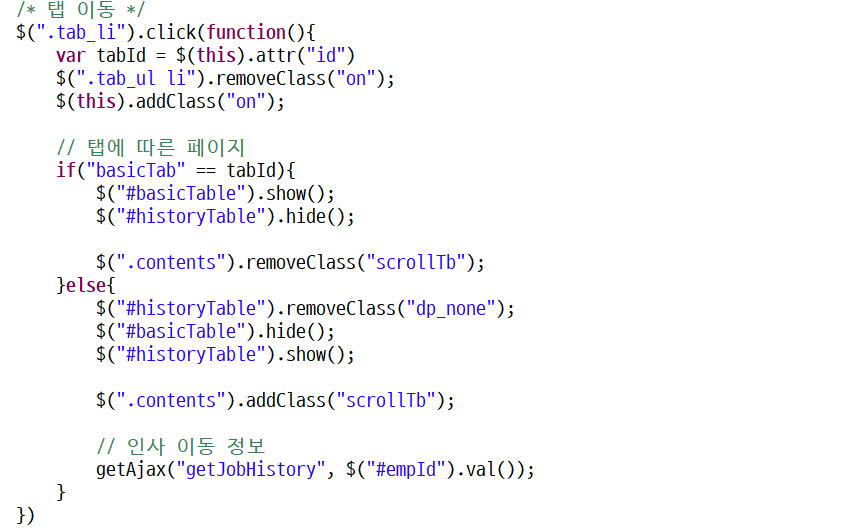 /* 탭 이동 */
$(".tab_li").click(function(){
    var tabId = $(this).attr("id")
    $(".tab_ul li").removeClass("on");
    $(this).addClass("on");

    // 탭에 따른 페이지
    if("basicTab" == tabId){
        $("#basicTable").show();
        $("#historyTable").hide();

        $(".contents").removeClass("scrollTb");
    }else{
        $("#historyTable").removeClass("dp_none");
        $("#basicTable").hide();
        $("#historyTable").show();

        $(".contents").addClass("scrollTb");

        // 인사 이동 정보
        getAjax("getJobHistory", $("#empId").val());
    }
})